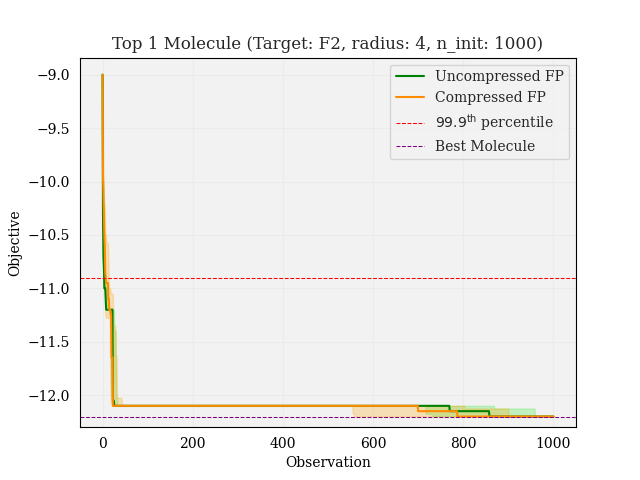 Top 1 Molecule (Target: F2, radius: 4, n_init: 1000)
Uncompressed FP
Compressed FP
99.9th percentile
Best Molecule
Objective
−9.0
−9.5
−10.0
−10.5
−11.0
−11.5
−12.0
0 200 400 600 800 1000
Observation